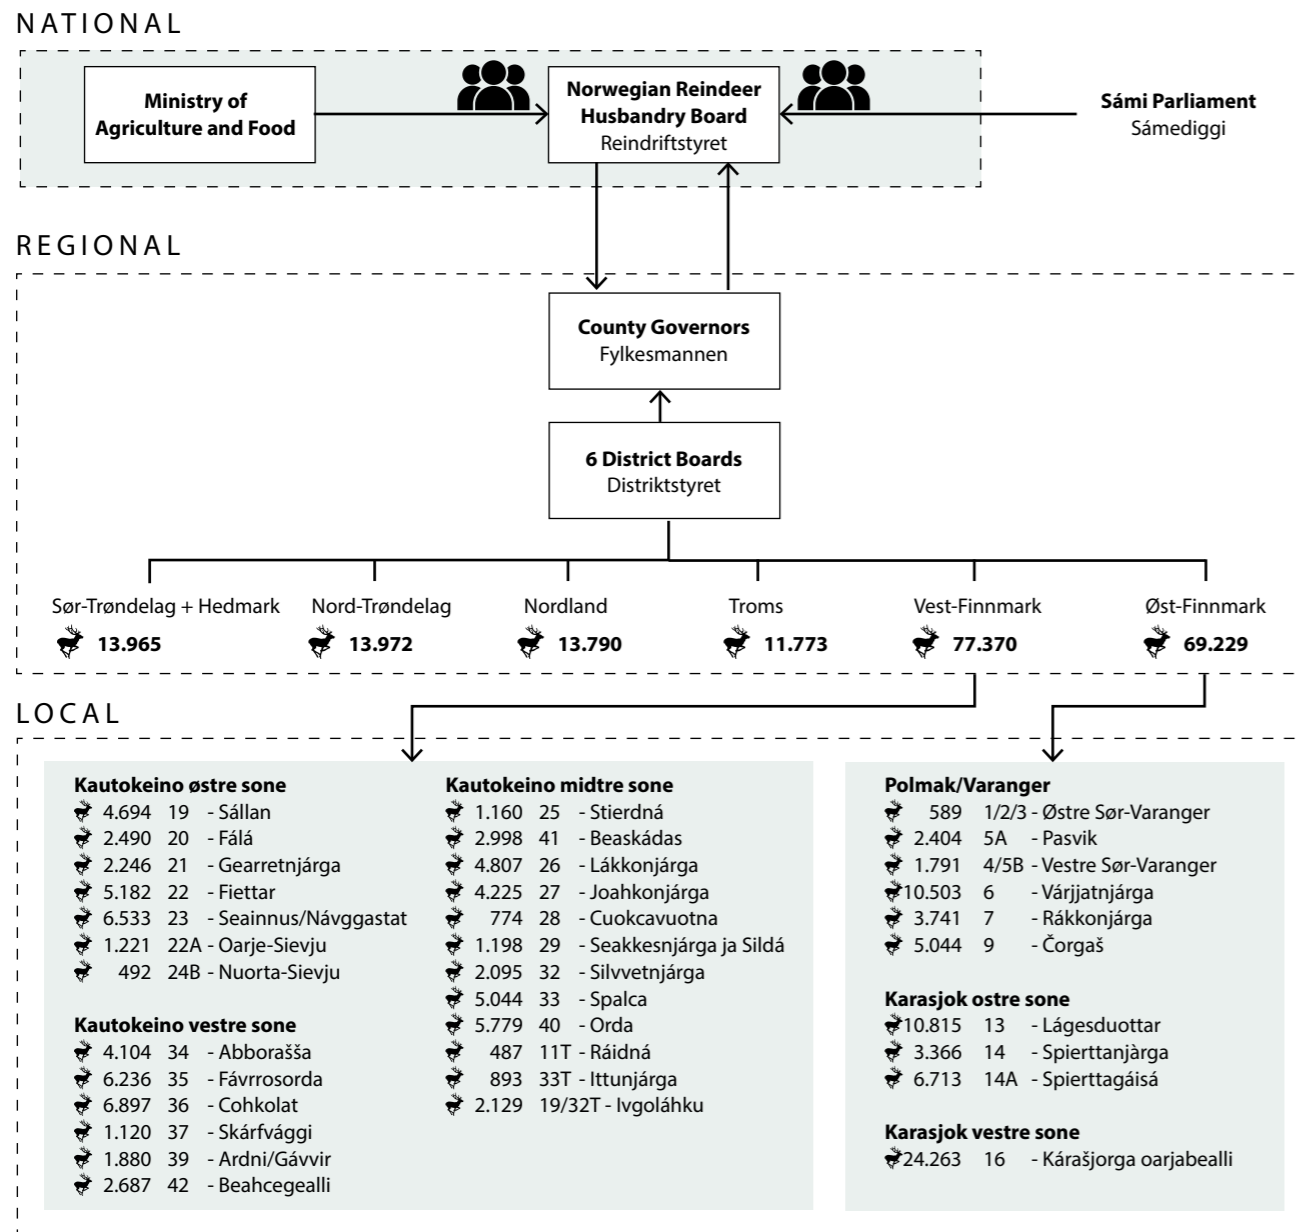 NATIONAL
Ministry of
Agriculture and Food
Norwegian Reindeer
Husbandry Board
Reindriftstyret
Sámi Parliament
Sámediggi
REGIONAL
County Governors
Fylkesmannen
6 District Boards
Distriktstyret
Sør-Trøndelag + Hedmark
13.965
Nord-Trøndelag
13.972
Nordland
13.790
Troms
11.773
Vest-Finnmark
77.370
Øst-Finnmark
69.229
LOCAL
Kautokeino østre sone
4.694 19 - Sállan
2.490 20 - Fálá
2.246 21 - Gearretnjárga
5.182 22 - Fiettar
6.533 23 - Seainnus/Návggastat
1.221 22A - Oarje-Sievju
492 24B - Nuorta-Sievju
Kautokeino vestre sone
4.104 34 - Abborašša
6.236 35 - Fávrrosorda
6.897 36 - Cohkolat
1.120 37 - Skárfvággi
1.880 39 - Ardni/Gávvir
2.687 42 - Beahcegealli
Kautokeino midtre sone
1.160 25 - Stierdná
2.998 41 - Beaskádas
4.807 26 - Lákkonjárga
4.225 27 - Joahkonjárga
774 28 - Cuokcavuotna
1.198 29 - Seakkesnjárga ja Sildá
2.095 32 - Silvvetnjárga
5.044 33 - Spalca
5.779 40 - Orda
487 11T - Ráidná
893 33T - Ittunjárga
2.129 19/32T - Ivgoláhku
Polmak/Varanger
589 1/2/3 - Østre Sør-Varanger
2.404 5A - Pasvik
1.791 4/5B - Vestre Sør-Varanger
10.503 6 - Várjjatnjárga
3.741 7 - Rákkonjárga
5.044 9 - Čorgaš
Karasjok ostre sone
10.815 13 - Lágesduottar
3.366 14 - Spierttanjàrga
6.713 14A - Spierttagáisá
Karasjok vestre sone
24.263 16 - Kárašjorga oarjabealli